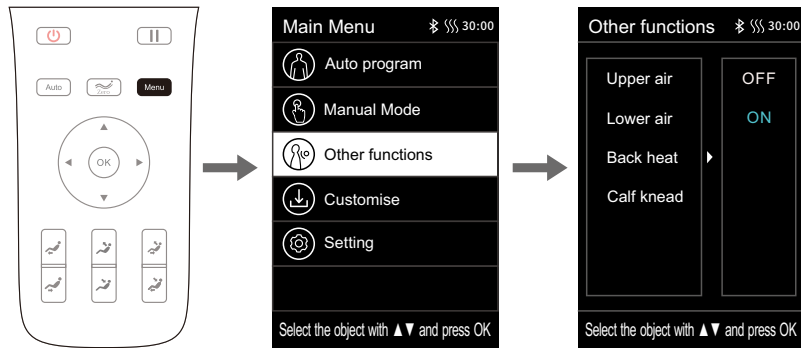 Auto
Zero
Menu
OK
Main Menu 30:00
Auto program
Manual Mode
Other functions
Customise
Setting
Select the object with ▲▼ and press OK
Other functions 30:00
Upper air OFF
Lower air ON
Back heat
Calf knead
Select the object with ▲▼ and press OK